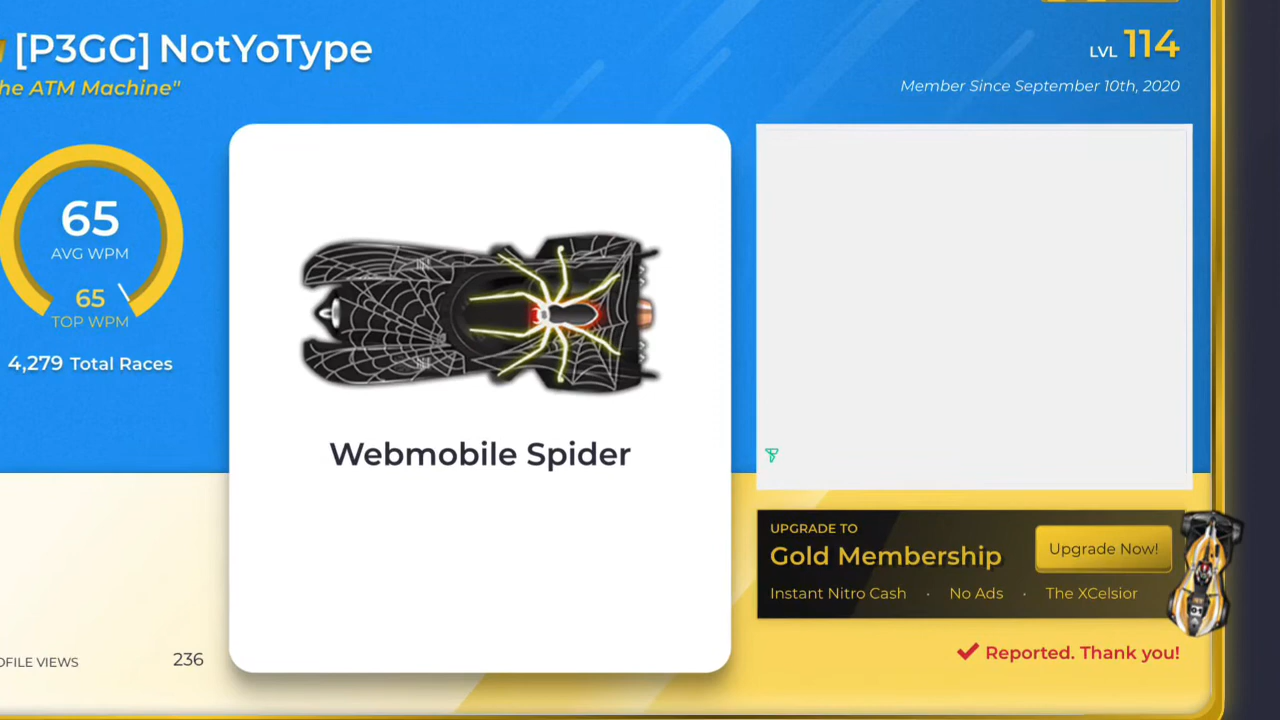 [P3GG] NotYoType
he ATM Machine"
LVL 114
Member Since September 10th, 2020
65
AVG WPM
65
TOP WPM
4,279 Total Races
Webmobile Spider
UPGRADE TO
Gold Membership
Upgrade Now!
Instant Nitro Cash · No Ads · The XCelsior
OFILE VIEWS 236
Reported. Thank you!